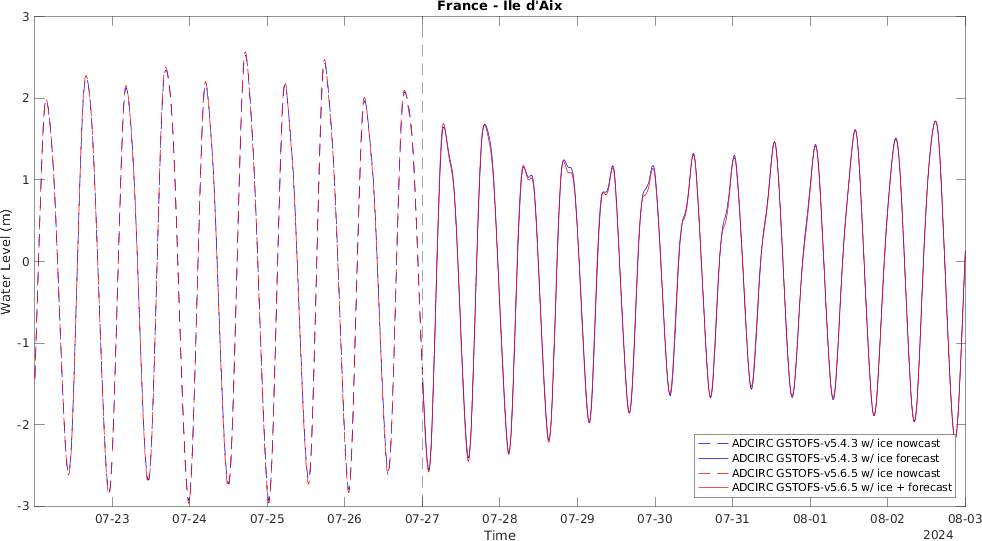 France - Ile d'Aix
3
2
1
0
-1
-2
-3
Water Level (m)
07-23
07-24
07-25
07-26
07-27
07-28
07-29
07-30
07-31
08-01
08-02
08-03
Time
2024
ADCIRC GSTOFS-v5.4.3 w/ ice nowcast
ADCIRC GSTOFS-v5.4.3 w/ ice forecast
ADCIRC GSTOFS-v5.6.5 w/ ice nowcast
ADCIRC GSTOFS-v5.6.5 w/ ice + forecast